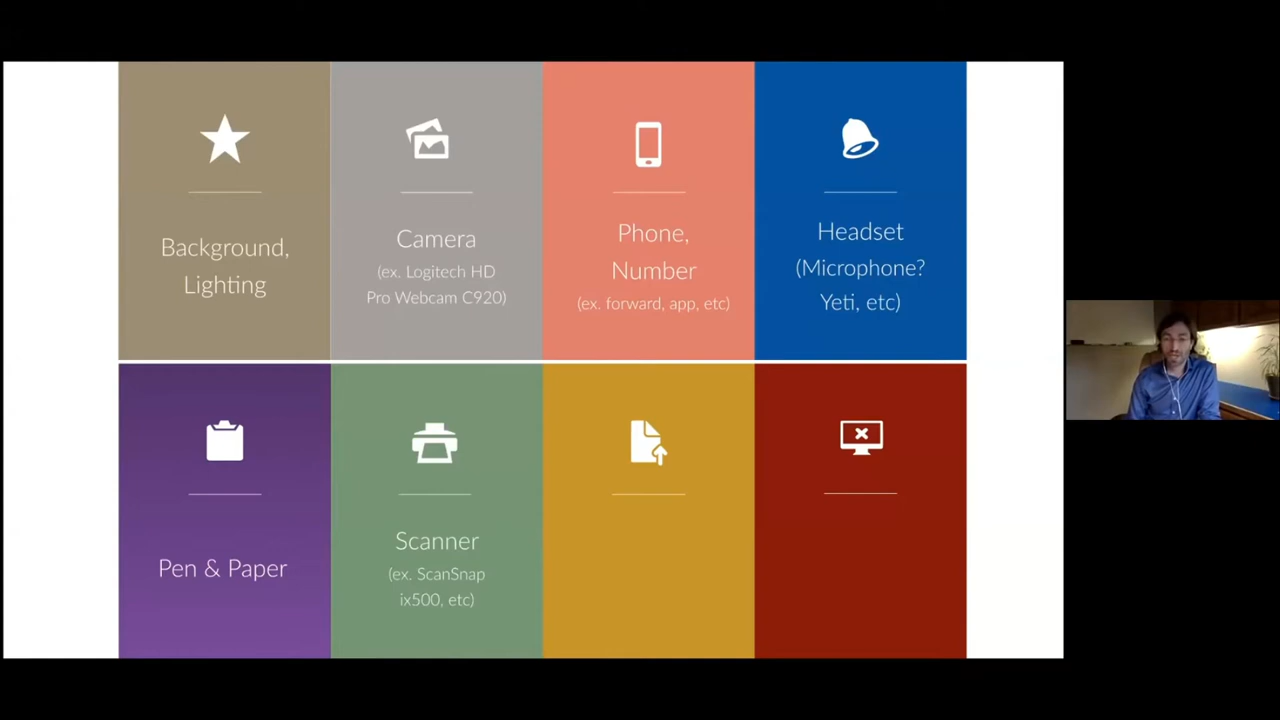 Background,
Lighting
Camera
(ex. Logitech HD
Pro Webcam C920)
Phone,
Number
(ex. forward, app, etc)
Headset
(Microphone?
Yeti, etc)
Pen & Paper
Scanner
(ex. ScanSnap
ix500, etc)